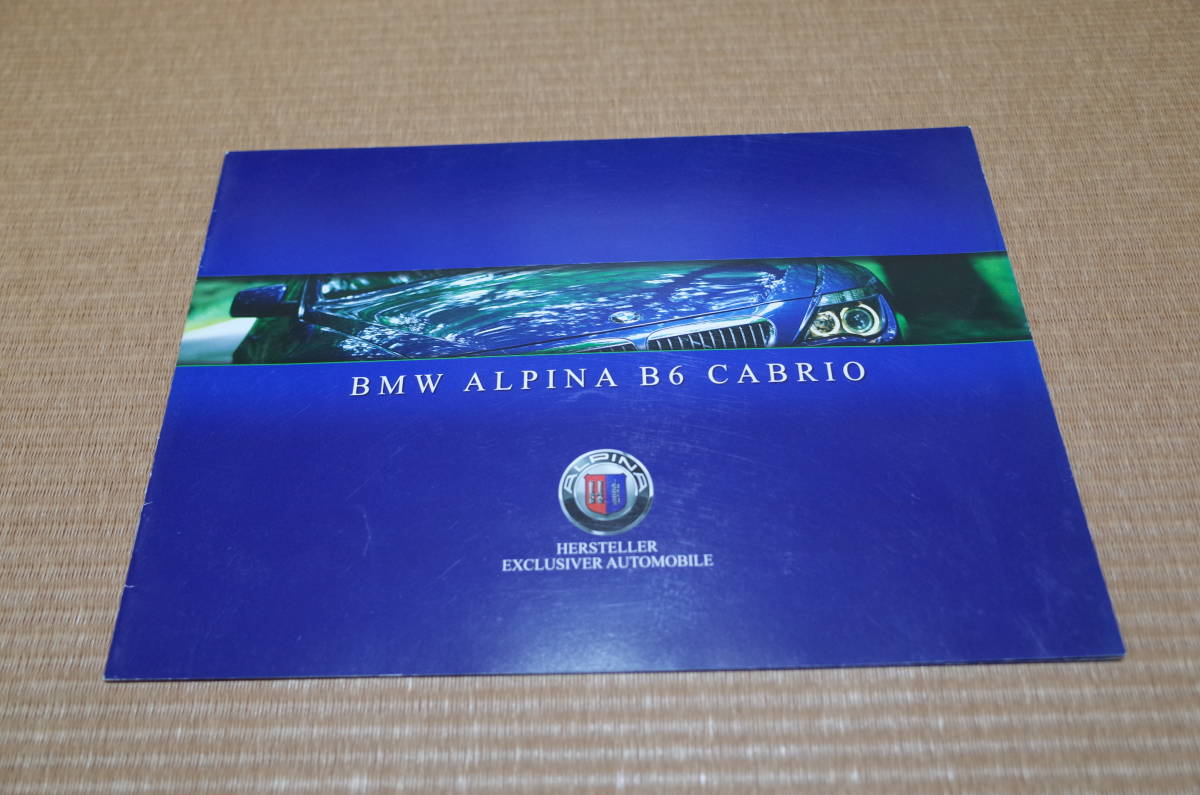 BMW ALPINA B6 CABRIO
ALPINA
HERSTELLER
EXCLUSIVER AUTOMOBILE